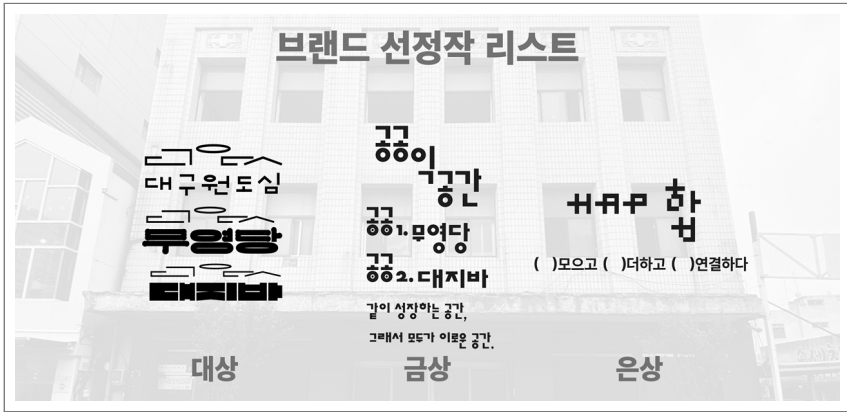 브랜드 선정작 리스트
대구원도심
무영당
대지바
대상
공공이
공간
공공1. 무영당
공공2. 대지바
같이 성장하는 공간,
그래서 모두가 이로운 공간.
금상
HAP 합
(   )모으고 (   )더하고 (   )연결하다
은상